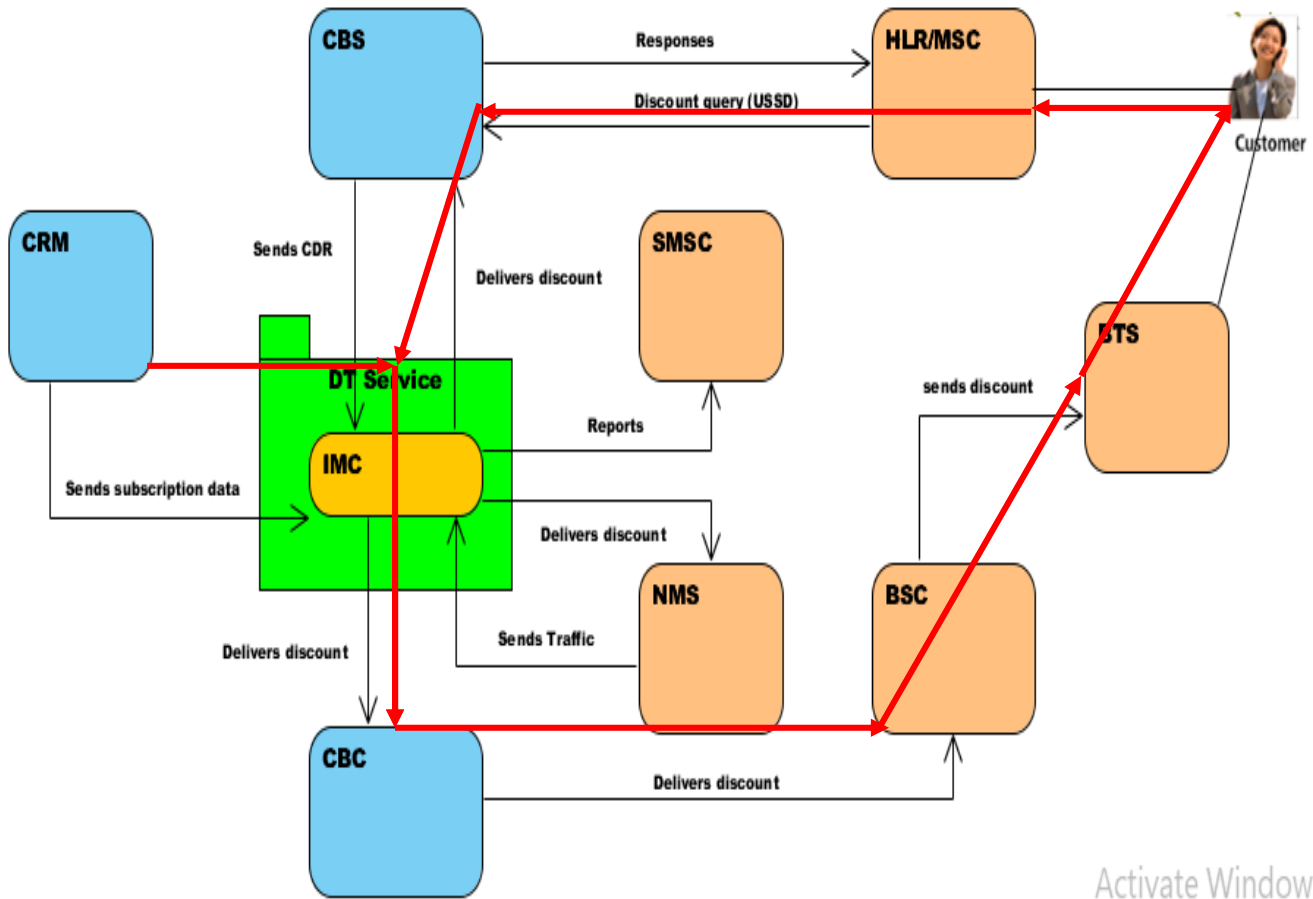 CBS
Responses
HLR/MSC
Discount query (USSD)
Customer
CRM
Sends CDR
SMSC
Delivers discount
BTS
DT Service
sends discount
Reports
IMC
Sends subscription data
Delivers discount
NMS
BSC
Sends Traffic
Delivers discount
CBC
Delivers discount
Activate Window